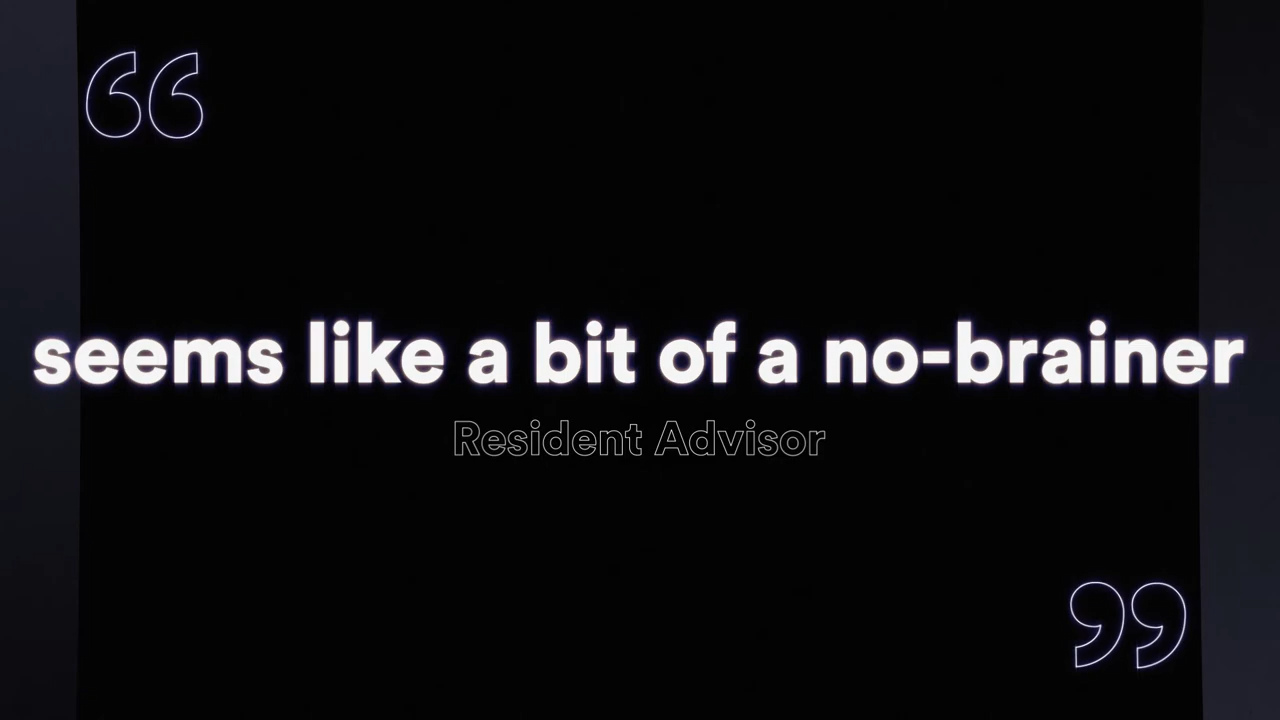 “
seems like a bit of a no-brainer
Resident Advisor
”